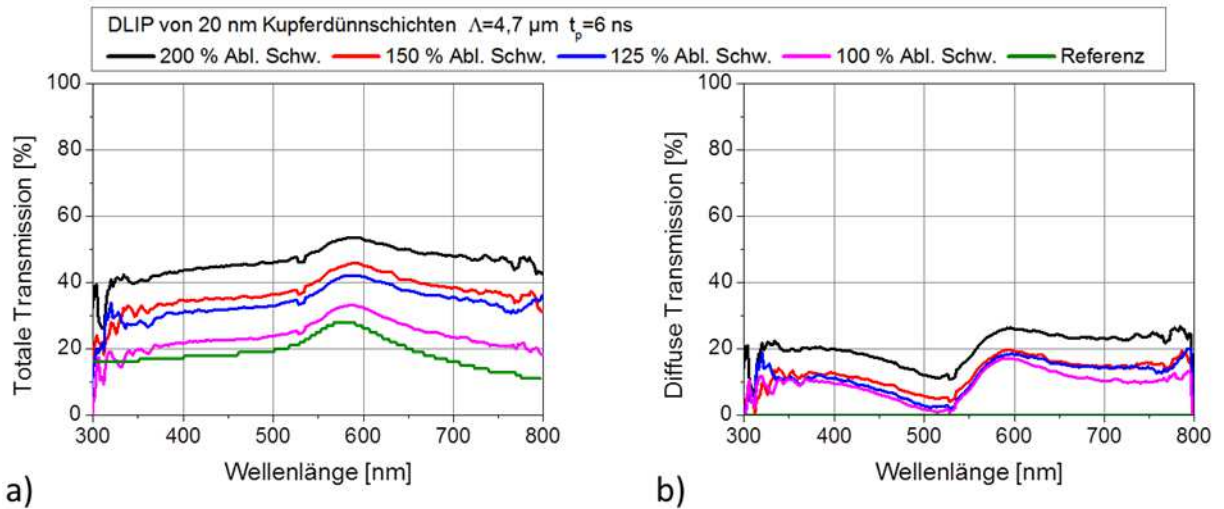 DLIP von 20 nm Kupferdünnschichten Λ=4,7 µm tp=6 ns
200 % Abl. Schw. 150 % Abl. Schw. 125 % Abl. Schw. 100 % Abl. Schw. Referenz
Totale Transmission [%]
100
80
60
40
20
0
300 400 500 600 700 800
Wellenlänge [nm]
a)
Diffuse Transmission [%]
100
80
60
40
20
0
300 400 500 600 700 800
Wellenlänge [nm]
b)